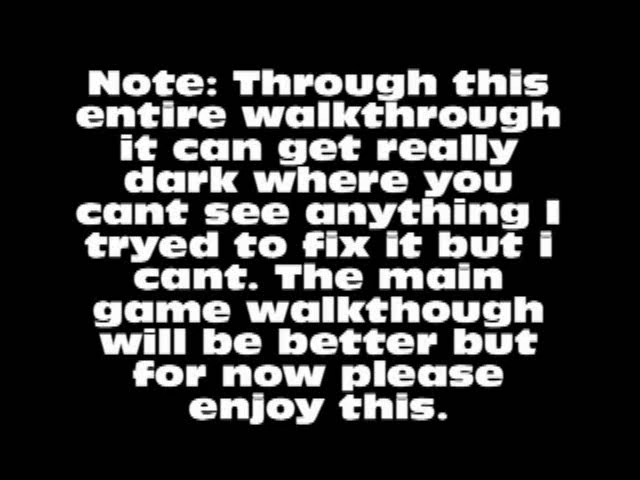 Note: Through this
entire walkthrough
it can get really
dark where you
cant see anything I
tryed to fix it but i
cant. The main
game walkthough
will be better but
for now please
enjoy this.